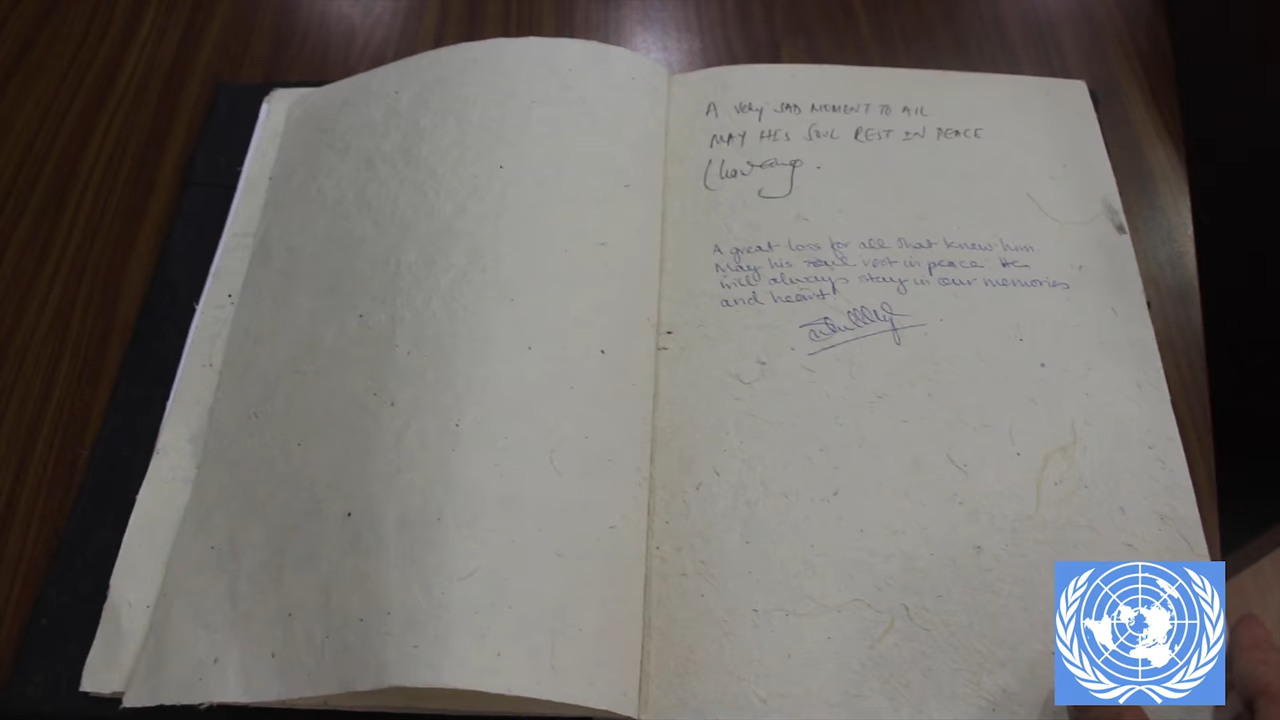 A very SAD MOMENT TO ALL
MAY HIS SOUL REST IN PEACE
A great loss for all that knew him.
May his soul rest in peace. He
will always stay in our memories
and heart.